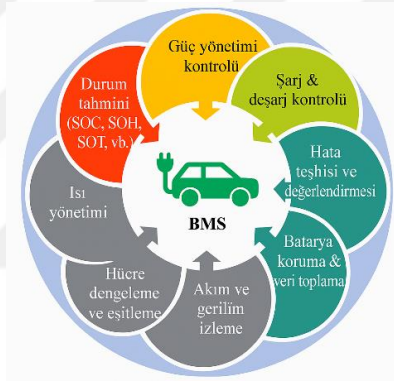 Güç yönetimi
kontrolü
Şarj &
deşarj kontrolü
Hata
teşhisi ve
değerlendirmesi
Batarya
koruma &
veri toplama
Akım ve
gerilim
izleme
Hücre
dengeleme
ve eşitleme
Isı
yönetimi
Durum
tahmini
(SOC, SOH,
SOT, vb.)
BMS